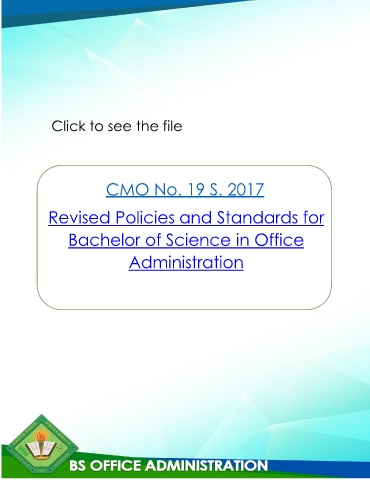 Click to see the file
CMO No. 19 S. 2017
Revised Policies and Standards for
Bachelor of Science in Office
Administration
BS OFFICE ADMINISTRATION